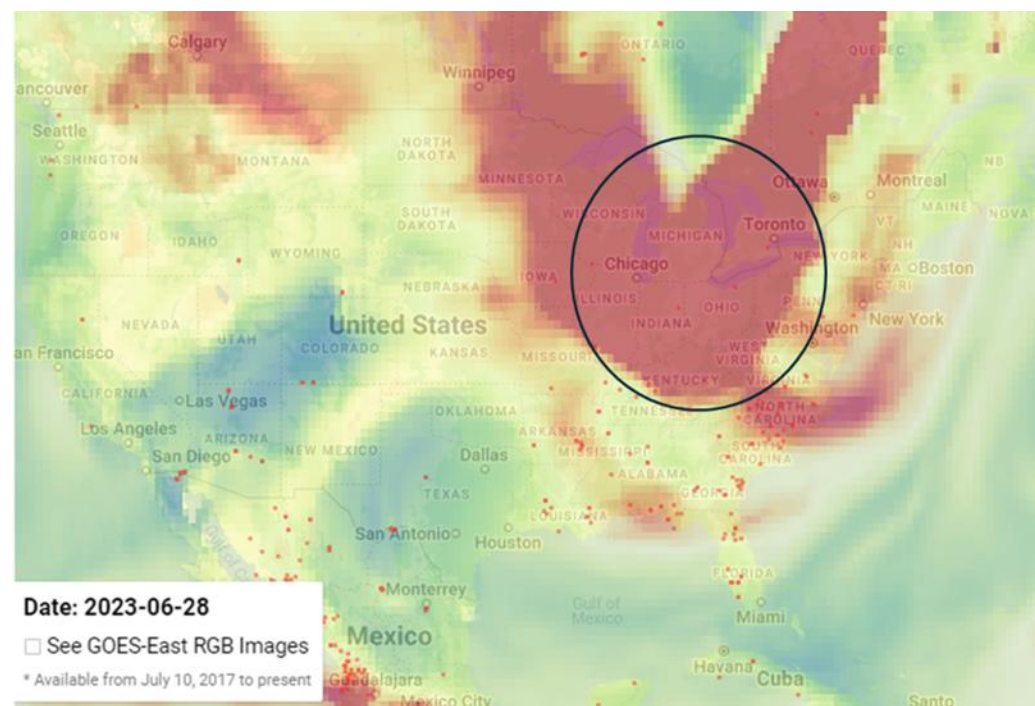 Calgary
ONTARIO
QUEBEC
Winnipeg
ancouver
Seattle
WASHINGTON
MONTANA
NORTH
DAKOTA
MINNESOTA
Ottawa
Montreal
NB
MAINE
NOVA
SOUTH
DAKOTA
WISCONSIN
MICHIGAN
Toronto
VT
NH
OREGON
IDAHO
WYOMING
IOWA
Chicago
NEW YORK
MA
Boston
CT RI
NEBRASKA
ILLINOIS
OHIO
PENN
New York
NEVADA
UTAH
COLORADO
United States
INDIANA
Washington
an Francisco
KANSAS
MISSOURI
WEST
VIRGINIA
KENTUCKY
VIRGINIA
CALIFORNIA
Las Vegas
OKLAHOMA
TENNESSEE
NORTH
CAROLINA
Los Angeles
ARIZONA
NEW MEXICO
ARKANSAS
MISSISSIPPI
SOUTH
CAROLINA
San Diego
Dallas
ALABAMA
GEORGIA
TEXAS
LOUISIANA
San Antonio
Houston
Gulf of
FLORIDA
Monterrey
Gulf of
Mexico
Miami
Mexico
Havana
Cuba
Guadalajara
Mexico City
Santo
Date: 2023-06-28
See GOES-East RGB Images
* Available from July 10, 2017 to present